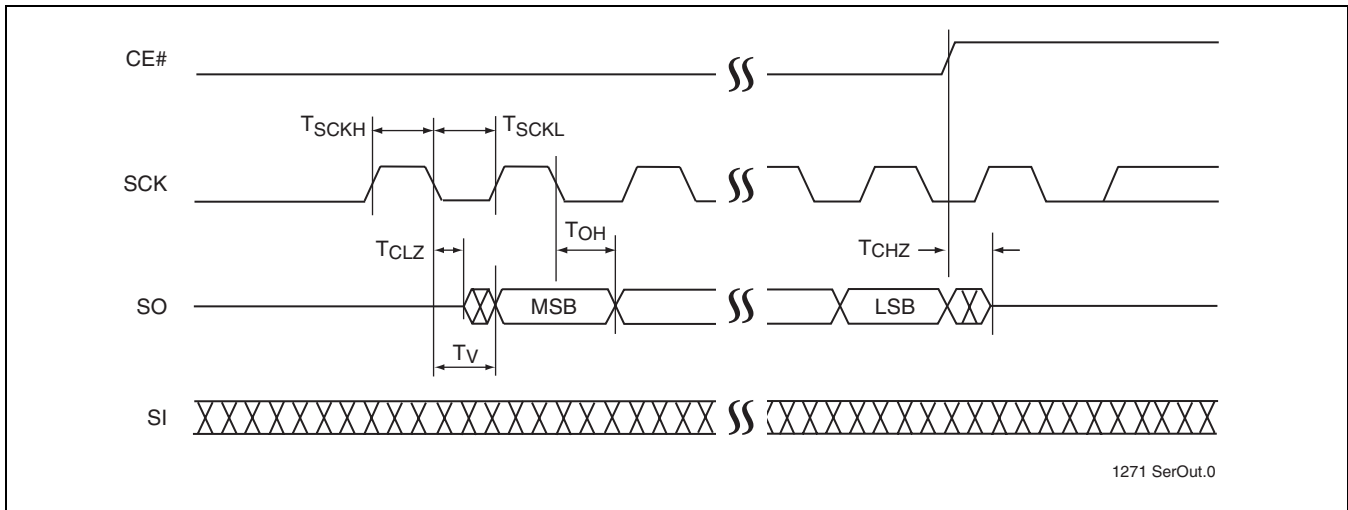 CE#
TSCKH
TSCKL
SCK
TCLZ
TOH
TCHZ
SO
MSB
LSB
TV
SI
1271 SerOut.0